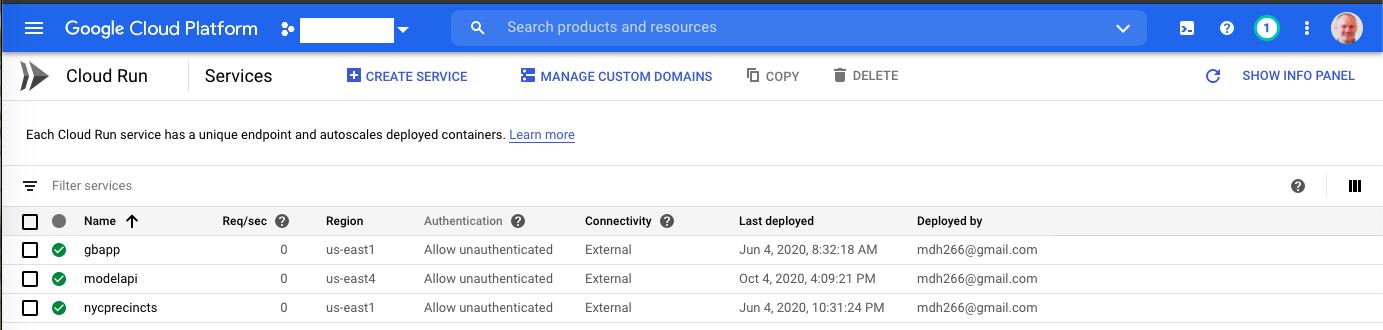 Google Cloud Platform Search products and resources ? 1
Cloud Run Services CREATE SERVICE MANAGE CUSTOM DOMAINS COPY DELETE SHOW INFO PANEL
Each Cloud Run service has a unique endpoint and autoscales deployed containers. Learn more
Filter services ?
Name Req/sec ? Region Authentication ? Connectivity ? Last deployed Deployed by
gbapp 0 us-east1 Allow unauthenticated External Jun 4, 2020, 8:32:18 AM mdh266@gmail.com
modelapi 0 us-east4 Allow unauthenticated External Oct 4, 2020, 4:09:21 PM mdh266@gmail.com
nycprecincts 0 us-east1 Allow unauthenticated External Jun 4, 2020, 10:31:24 PM mdh266@gmail.com